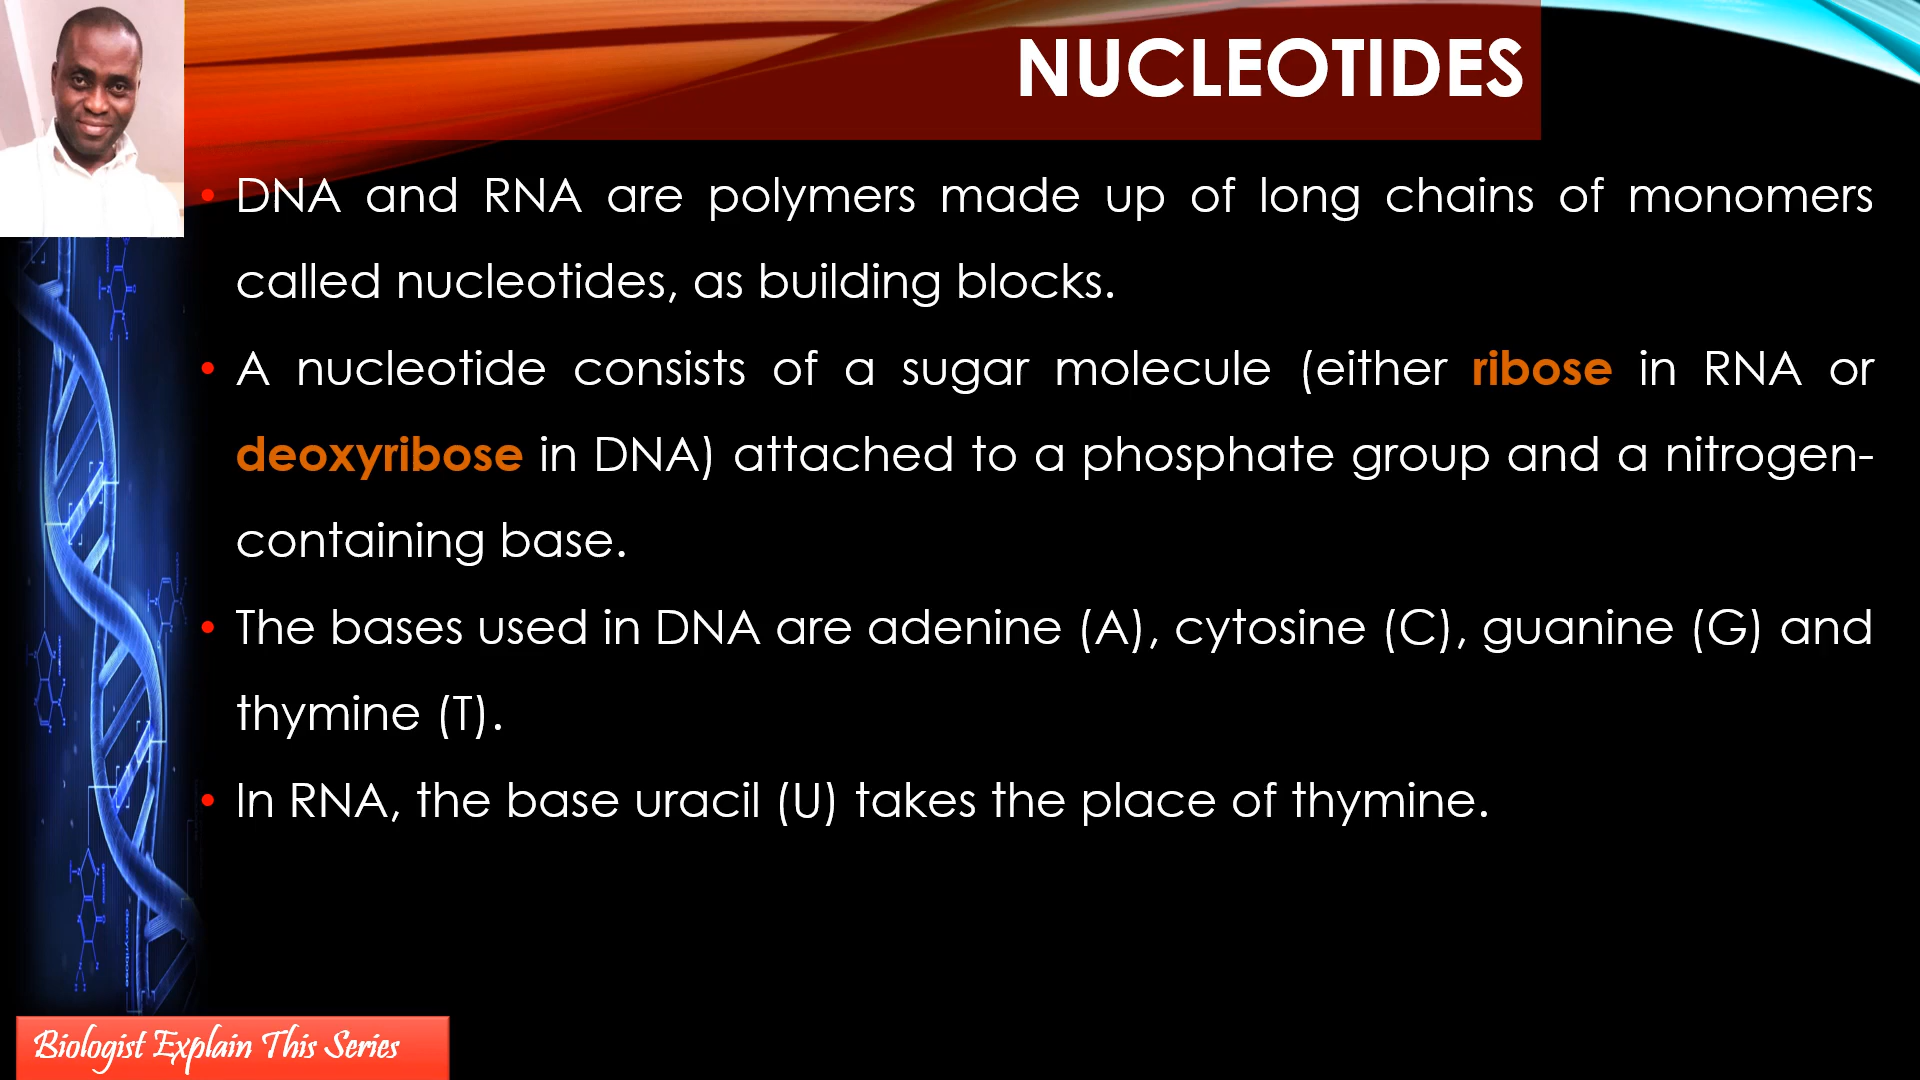 NUCLEOTIDES
• DNA and RNA are polymers made up of long chains of monomers
called nucleotides, as building blocks.
• A nucleotide consists of a sugar molecule (either ribose in RNA or
deoxyribose in DNA) attached to a phosphate group and a nitrogen-
containing base.
• The bases used in DNA are adenine (A), cytosine (C), guanine (G) and
thymine (T).
• In RNA, the base uracil (U) takes the place of thymine.
deoxyribose
Biologist Explain This Series